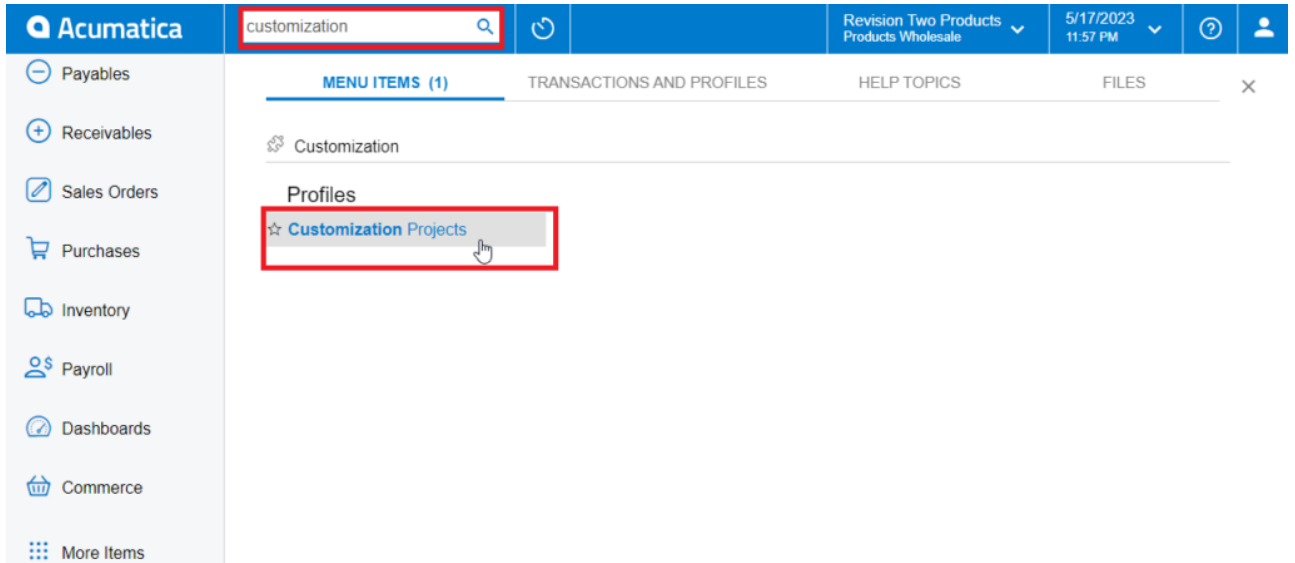 Acumatica
customization
Revision Two Products
Products Wholesale
5/17/2023
11:57 PM
Payables
Receivables
Sales Orders
Purchases
Inventory
Payroll
Dashboards
Commerce
More Items
MENU ITEMS (1)
TRANSACTIONS AND PROFILES
HELP TOPICS
FILES
Customization
Profiles
Customization Projects